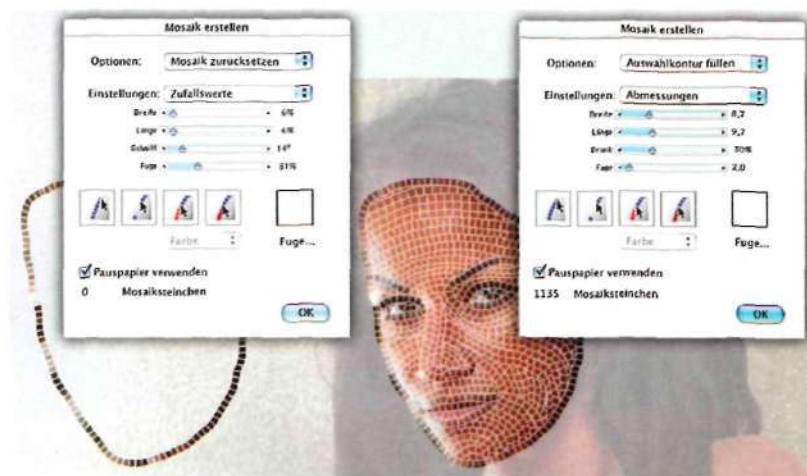 Mosaik erstellen
Optionen: Mosaik zurücksetzen
Einstellungen: Zufallswerte
Breite 6%
Länge 6%
Schnitt 14°
Fuge 31%
Farbe
Fuge...
Pauspapier verwenden
0 Mosaiksteinchen
OK
Mosaik erstellen
Optionen: Auswahlkontur füllen
Einstellungen: Abmessungen
Breite 8,2
Länge 9,2
Druck 30%
Fuge 2,0
Farbe
Fuge...
Pauspapier verwenden
1135 Mosaiksteinchen
OK